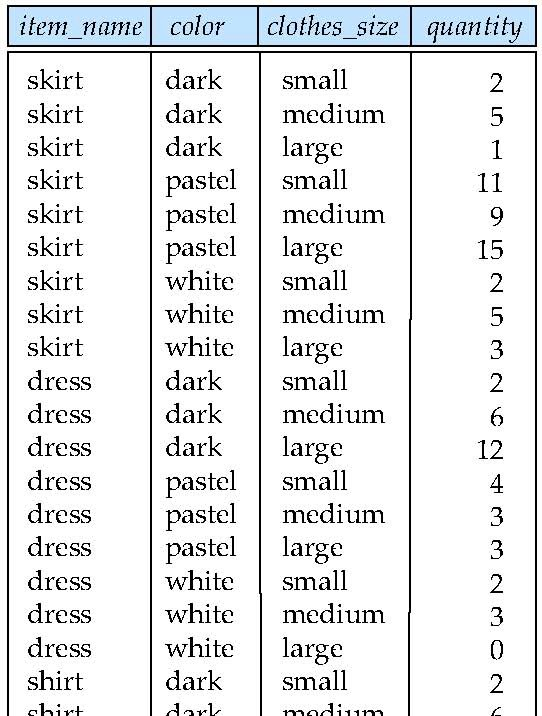 item_name color clothes_size quantity
skirt dark small 2
skirt dark medium 5
skirt dark large 1
skirt pastel small 11
skirt pastel medium 9
skirt pastel large 15
skirt white small 2
skirt white medium 5
skirt white large 3
dress dark small 2
dress dark medium 6
dress dark large 12
dress pastel small 4
dress pastel medium 3
dress pastel large 3
dress white small 2
dress white medium 3
dress white large 0
shirt dark small 2
shirt dark medium 6